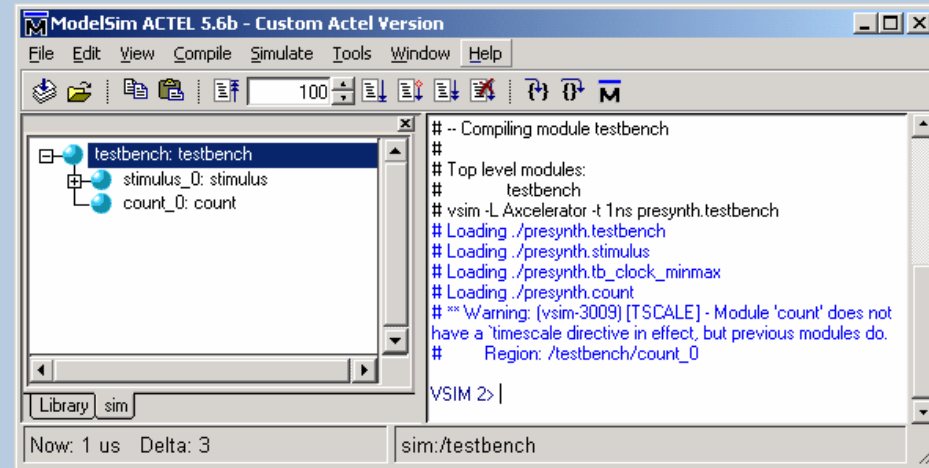 ModelSim ACTEL 5.6b - Custom Actel Version
File Edit View Compile Simulate Tools Window Help
100
testbench: testbench
stimulus_0: stimulus
count_0: count
Library sim
# -- Compiling module testbench
#
# Top level modules:
# testbench
# vsim -L Axcelerator -t 1ns presynth.testbench
# Loading ./presynth.testbench
# Loading ./presynth.stimulus
# Loading ./presynth.tb_clock_minmax
# Loading ./presynth.count
# ** Warning: (vsim-3009) [TSCALE] - Module 'count' does not
have a `timescale directive in effect, but previous modules do.
# Region: /testbench/count_0
VSIM 2>
Now: 1 us Delta: 3
sim:/testbench